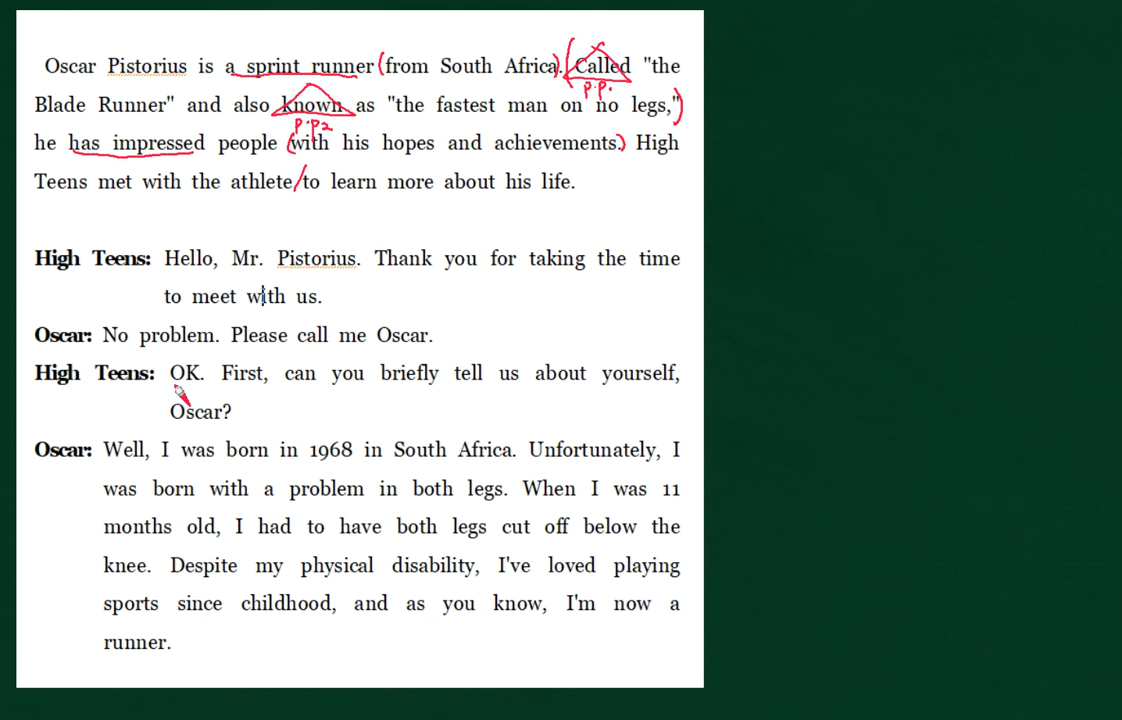 Oscar Pistorius is a sprint runner (from South Africa). (Called "the
p.p.
Blade Runner" and also known as "the fastest man on no legs,")
p.p2
he has impressed people (with his hopes and achievements.) High
Teens met with the athlete/to learn more about his life.
High Teens: Hello, Mr. Pistorius. Thank you for taking the time
to meet with us.
Oscar: No problem. Please call me Oscar.
High Teens: OK. First, can you briefly tell us about yourself,
Oscar?
Oscar: Well, I was born in 1968 in South Africa. Unfortunately, I
was born with a problem in both legs. When I was 11
months old, I had to have both legs cut off below the
knee. Despite my physical disability, I've loved playing
sports since childhood, and as you know, I'm now a
runner.